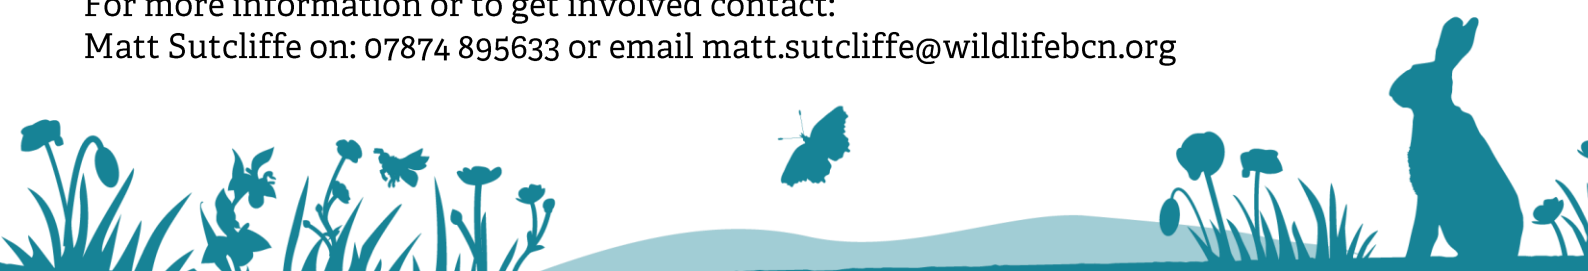 For more information or to get involved contact:
Matt Sutcliffe on: 07874 895633 or email matt.sutcliffe@wildlifebcn.org